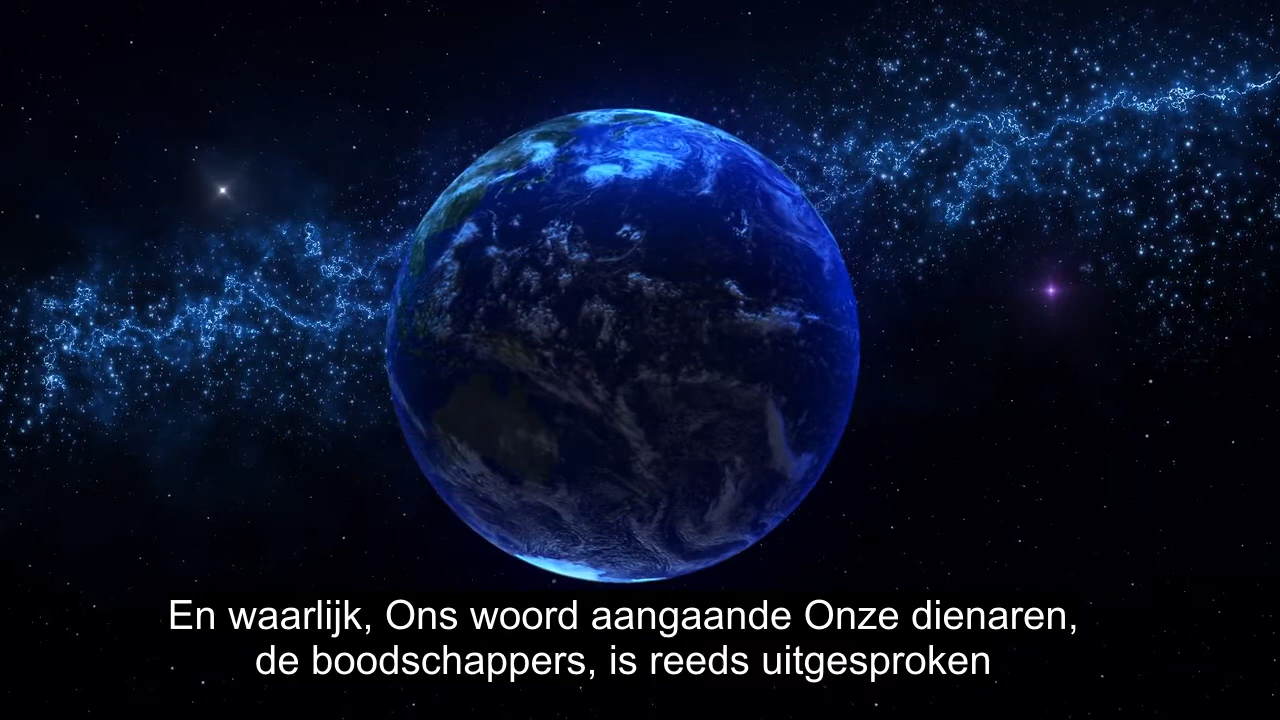 En waarlijk, Ons woord aangaande Onze dienaren,
de boodschappers, is reeds uitgesproken